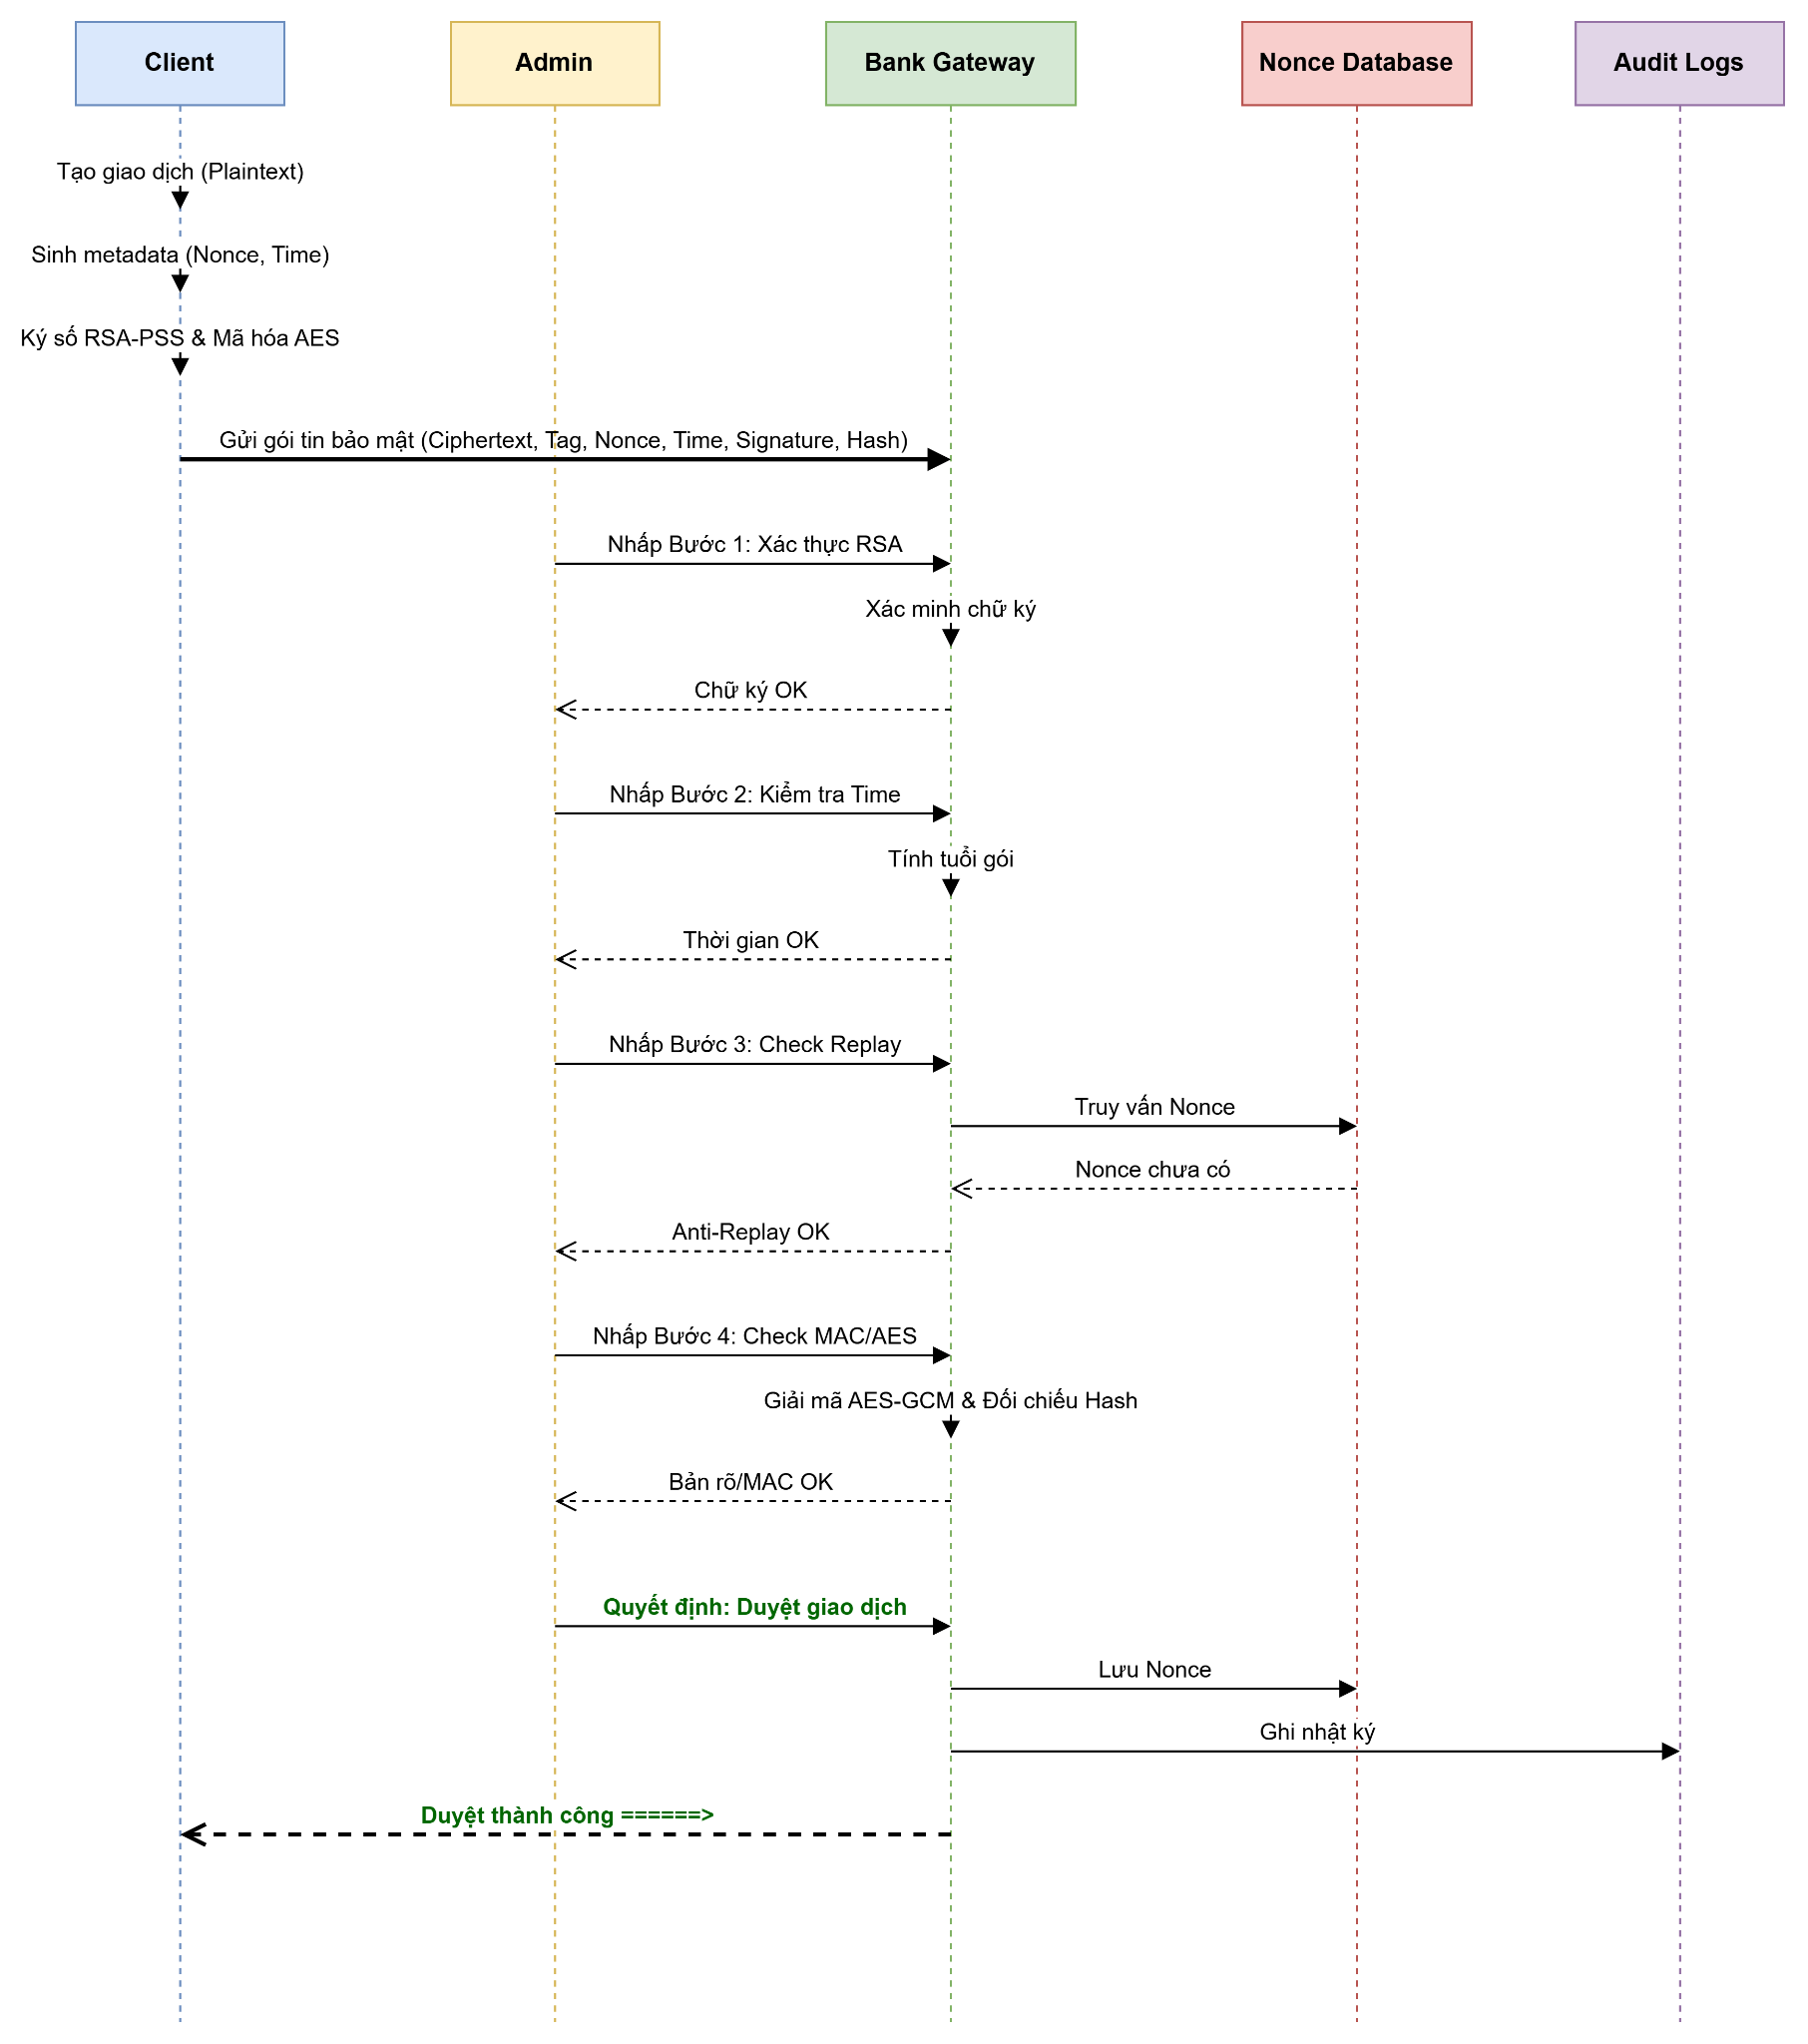 Client
Admin
Bank Gateway
Nonce Database
Audit Logs
Tạo giao dịch (Plaintext)
Sinh metadata (Nonce, Time)
Ký số RSA-PSS & Mã hóa AES
Gửi gói tin bảo mật (Ciphertext, Tag, Nonce, Time, Signature, Hash)
Nhấp Bước 1: Xác thực RSA
Xác minh chữ ký
Chữ ký OK
Nhấp Bước 2: Kiểm tra Time
Tính tuổi gói
Thời gian OK
Nhấp Bước 3: Check Replay
Truy vấn Nonce
Nonce chưa có
Anti-Replay OK
Nhấp Bước 4: Check MAC/AES
Giải mã AES-GCM & Đối chiếu Hash
Bản rõ/MAC OK
Quyết định: Duyệt giao dịch
Lưu Nonce
Ghi nhật ký
Duyệt thành công ======>